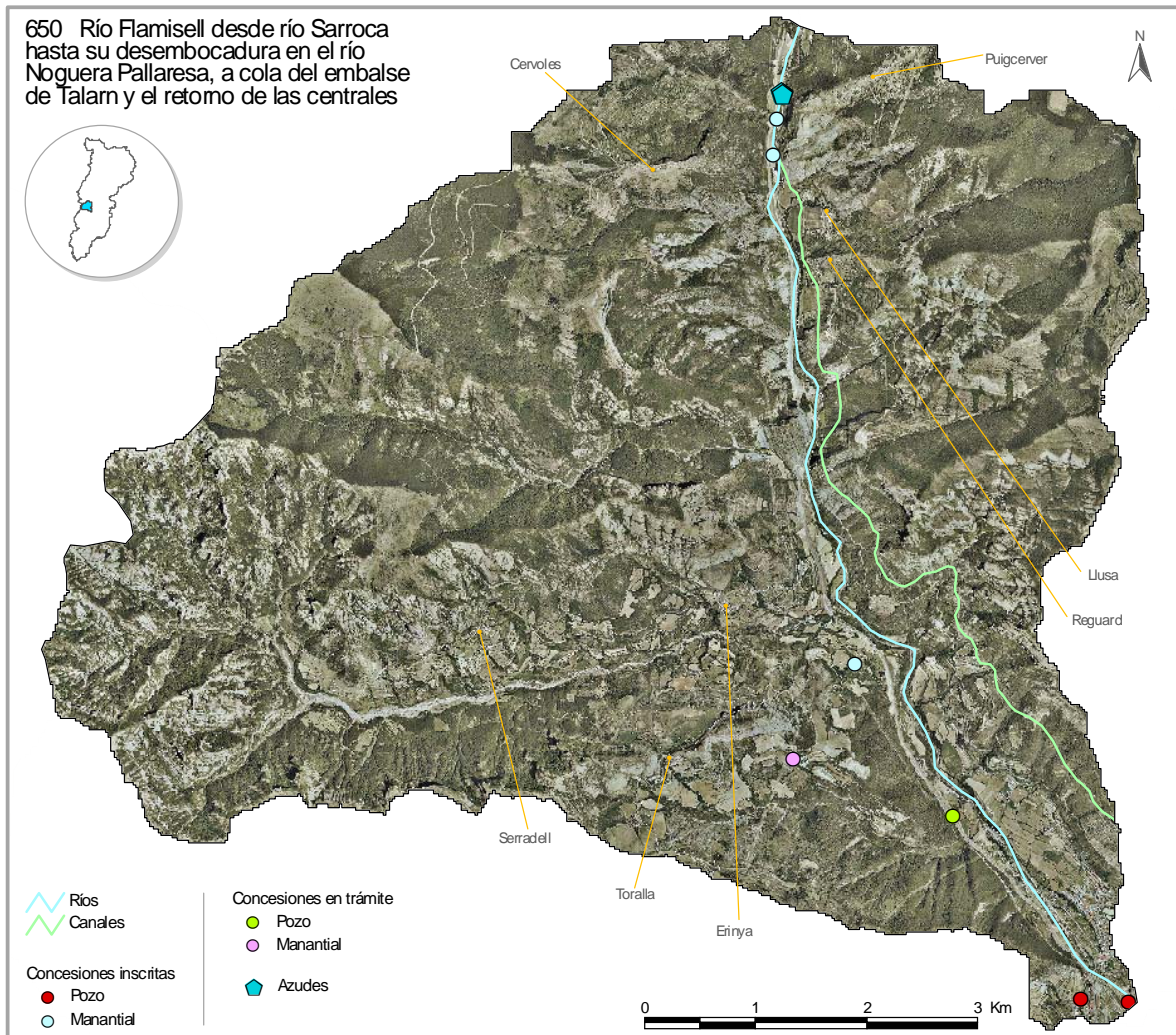 650 Río Flamisell desde río Sarroca
hasta su desembocadura en el río
Noguera Pallaresa, a cola del embalse
de Talarn y el retorno de las centrales
N
Cervoles
Puigcerver
Llusa
Reguard
Serradell
Toralla
Erinya
Ríos
Canales
Concesiones inscritas
Pozo
Manantial
Concesiones en trámite
Pozo
Manantial
Azudes
0 1 2 3 Km